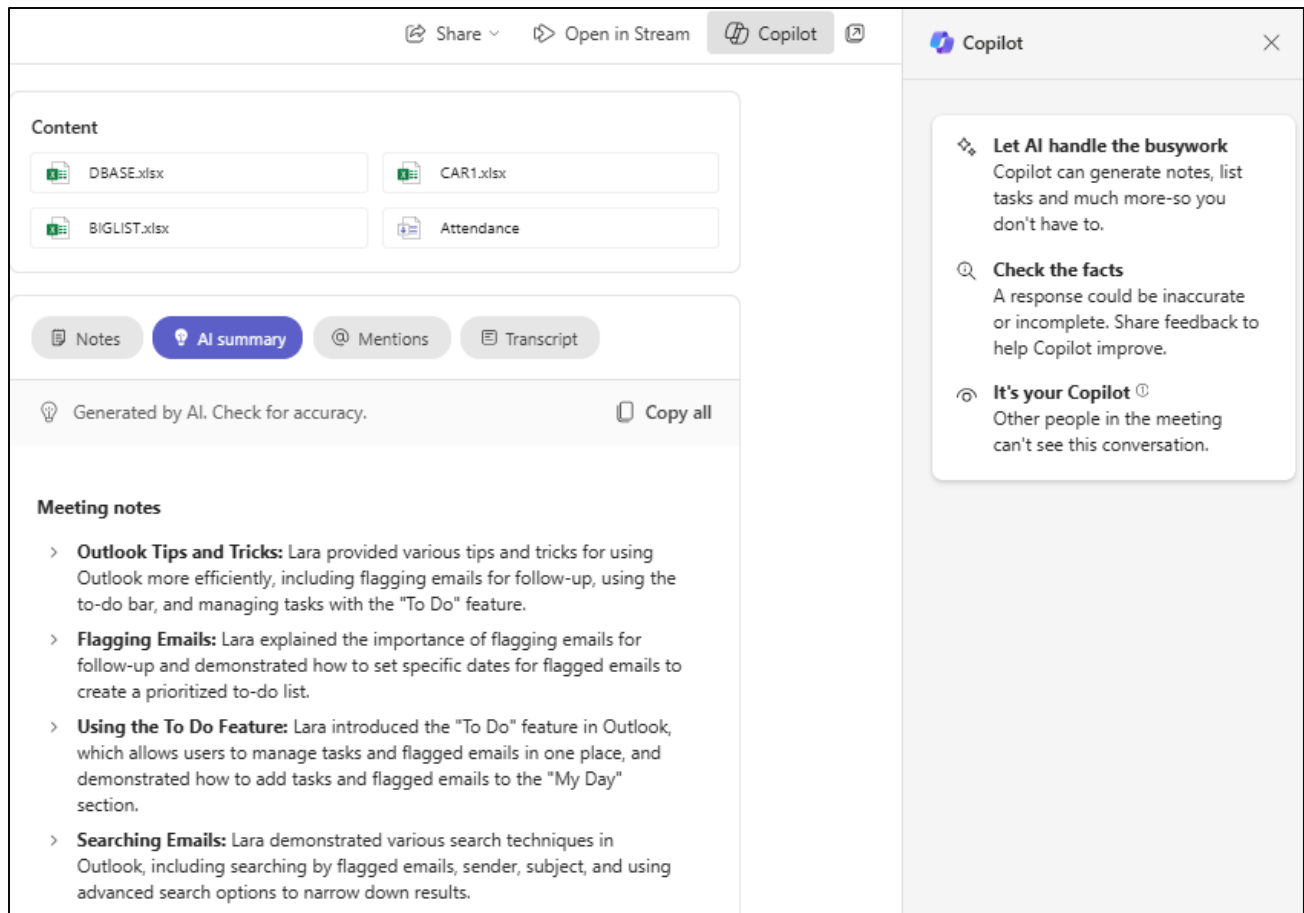 Share
Open in Stream
Copilot
Content
DBASE.xlsx
CAR1.xlsx
BIGLIST.xlsx
Attendance
Notes
AI summary
Mentions
Transcript
Generated by AI. Check for accuracy.
Copy all
Meeting notes
Outlook Tips and Tricks: Lara provided various tips and tricks for using
Outlook more efficiently, including flagging emails for follow-up, using the
to-do bar, and managing tasks with the "To Do" feature.
Flagging Emails: Lara explained the importance of flagging emails for
follow-up and demonstrated how to set specific dates for flagged emails to
create a prioritized to-do list.
Using the To Do Feature: Lara introduced the "To Do" feature in Outlook,
which allows users to manage tasks and flagged emails in one place, and
demonstrated how to add tasks and flagged emails to the "My Day"
section.
Searching Emails: Lara demonstrated various search techniques in
Outlook, including searching by flagged emails, sender, subject, and using
advanced search options to narrow down results.
Copilot
Let AI handle the busywork
Copilot can generate notes, list
tasks and much more-so you
don't have to.
Check the facts
A response could be inaccurate
or incomplete. Share feedback to
help Copilot improve.
It's your Copilot
Other people in the meeting
can't see this conversation.